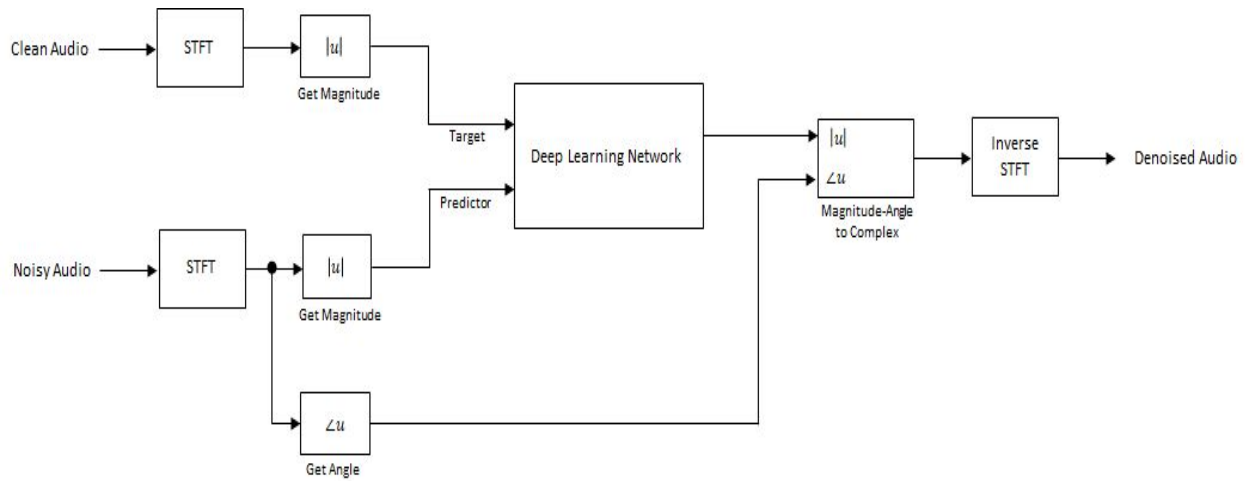 Clean Audio
STFT
|u|
Get Magnitude
Target
Deep Learning Network
Predictor
|u|
∠u
Magnitude-Angle
to Complex
Inverse
STFT
Denoised Audio
Noisy Audio
STFT
|u|
Get Magnitude
∠u
Get Angle